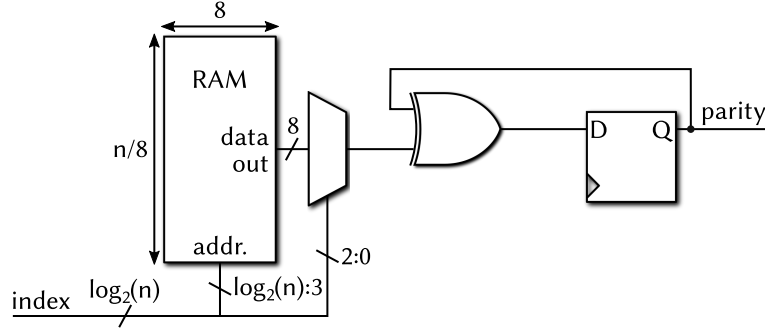 8
RAM
8
parity
data
out
D
Q
n/8
addr.
2:0
log₂(n)
log₂(n):3
index